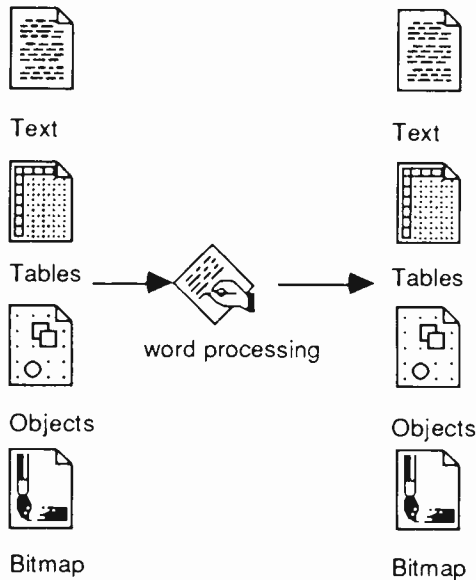 Text
Text
Tables
Tables
word processing
Objects
Objects
Bitmap
Bitmap